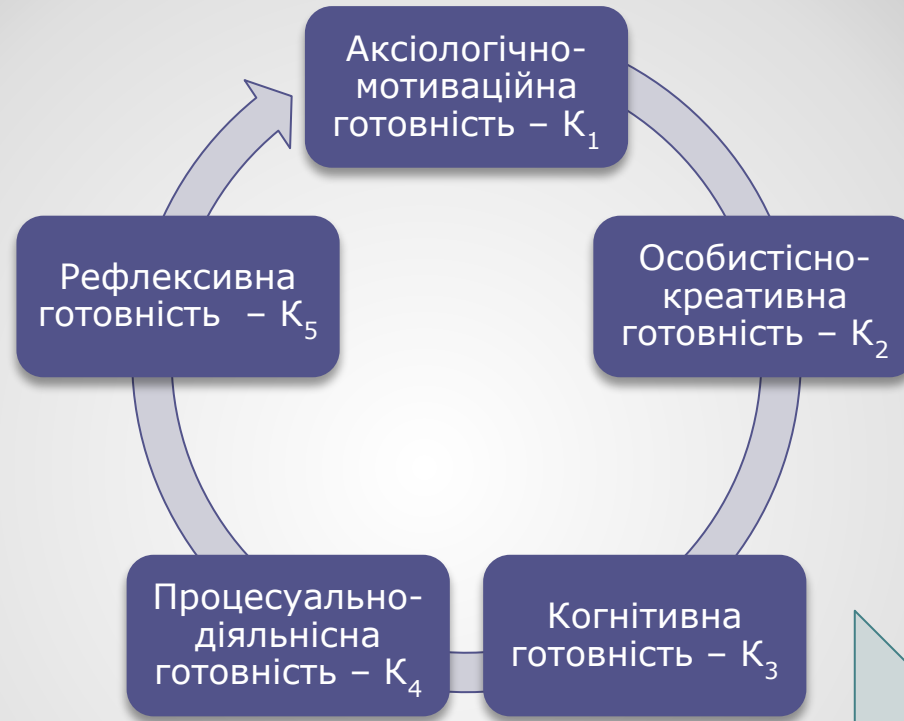 Аксіологічно-
мотиваційна
готовність – К₁
Особистісно-
креативна
готовність – К₂
Когнітивна
готовність – К₃
Процесуально-
діяльнісна
готовність – К₄
Рефлексивна
готовність – К₅